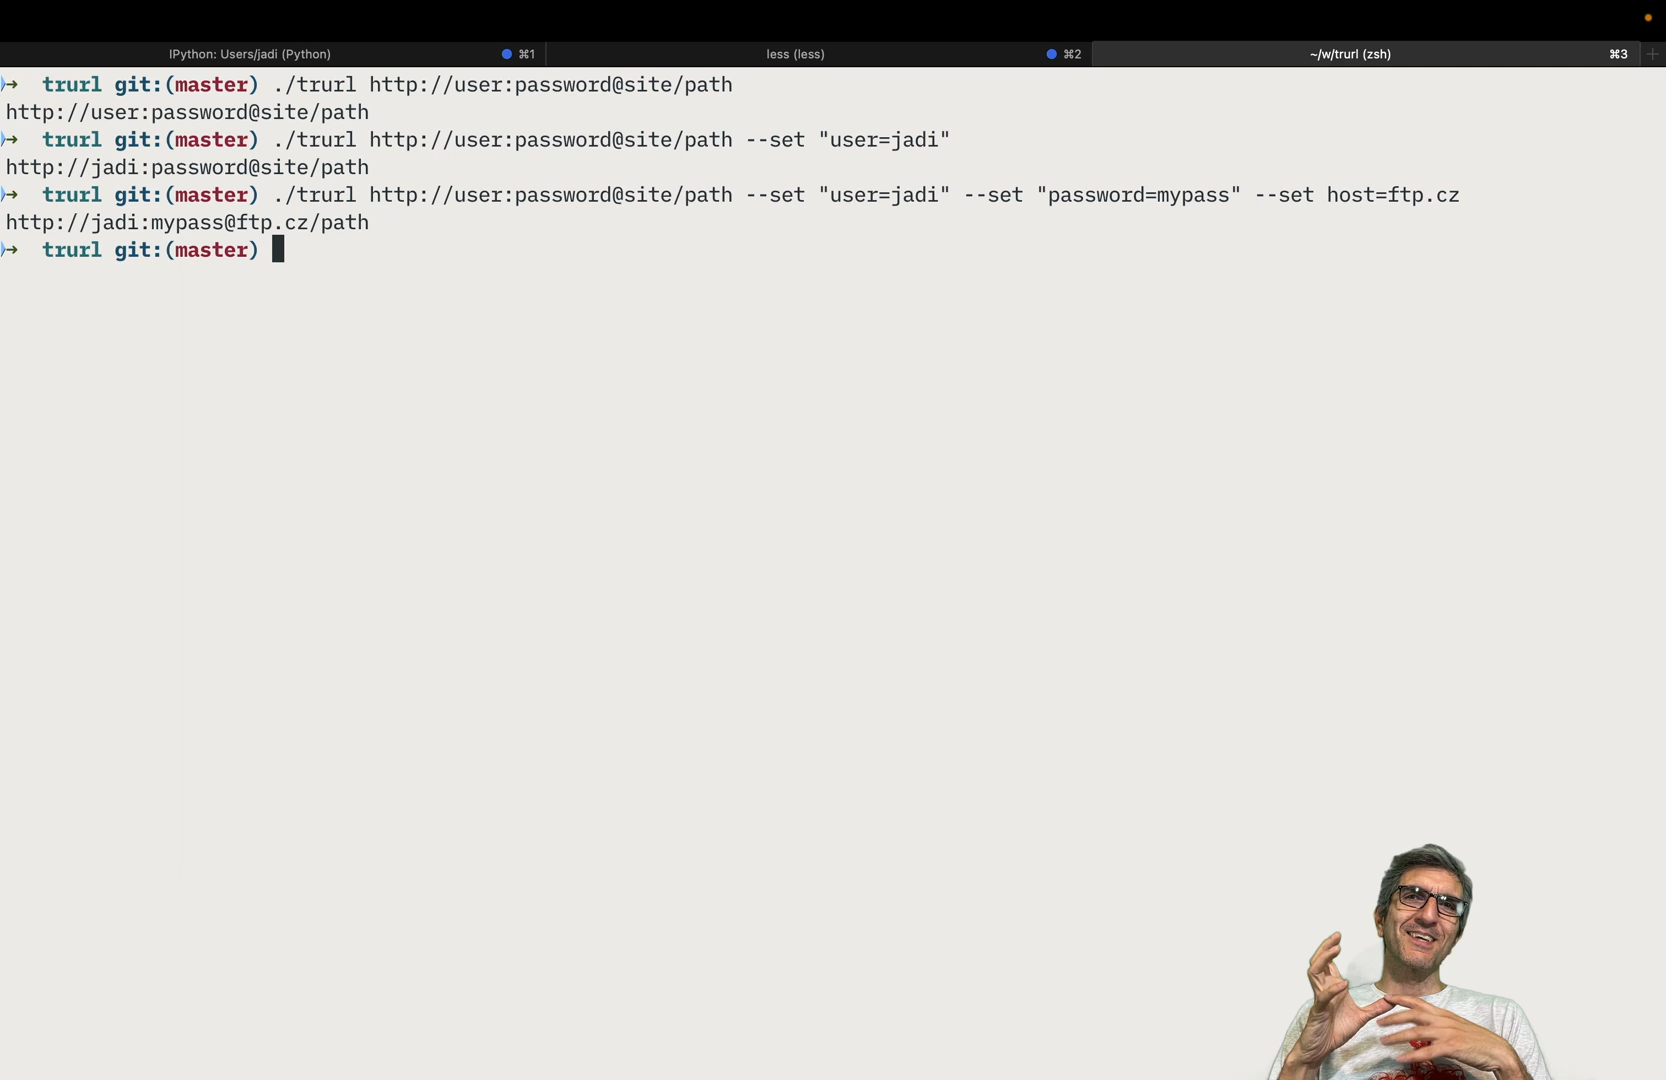 IPython: Users/jadi (Python) ⌘1 less (less) ⌘2 ~/w/trurl (zsh) ⌘3 +
→ trurl git:(master) ./trurl http://user:password@site/path
http://user:password@site/path
→ trurl git:(master) ./trurl http://user:password@site/path --set "user=jadi"
http://jadi:password@site/path
→ trurl git:(master) ./trurl http://user:password@site/path --set "user=jadi" --set "password=mypass" --set host=ftp.cz
http://jadi:mypass@ftp.cz/path
→ trurl git:(master)